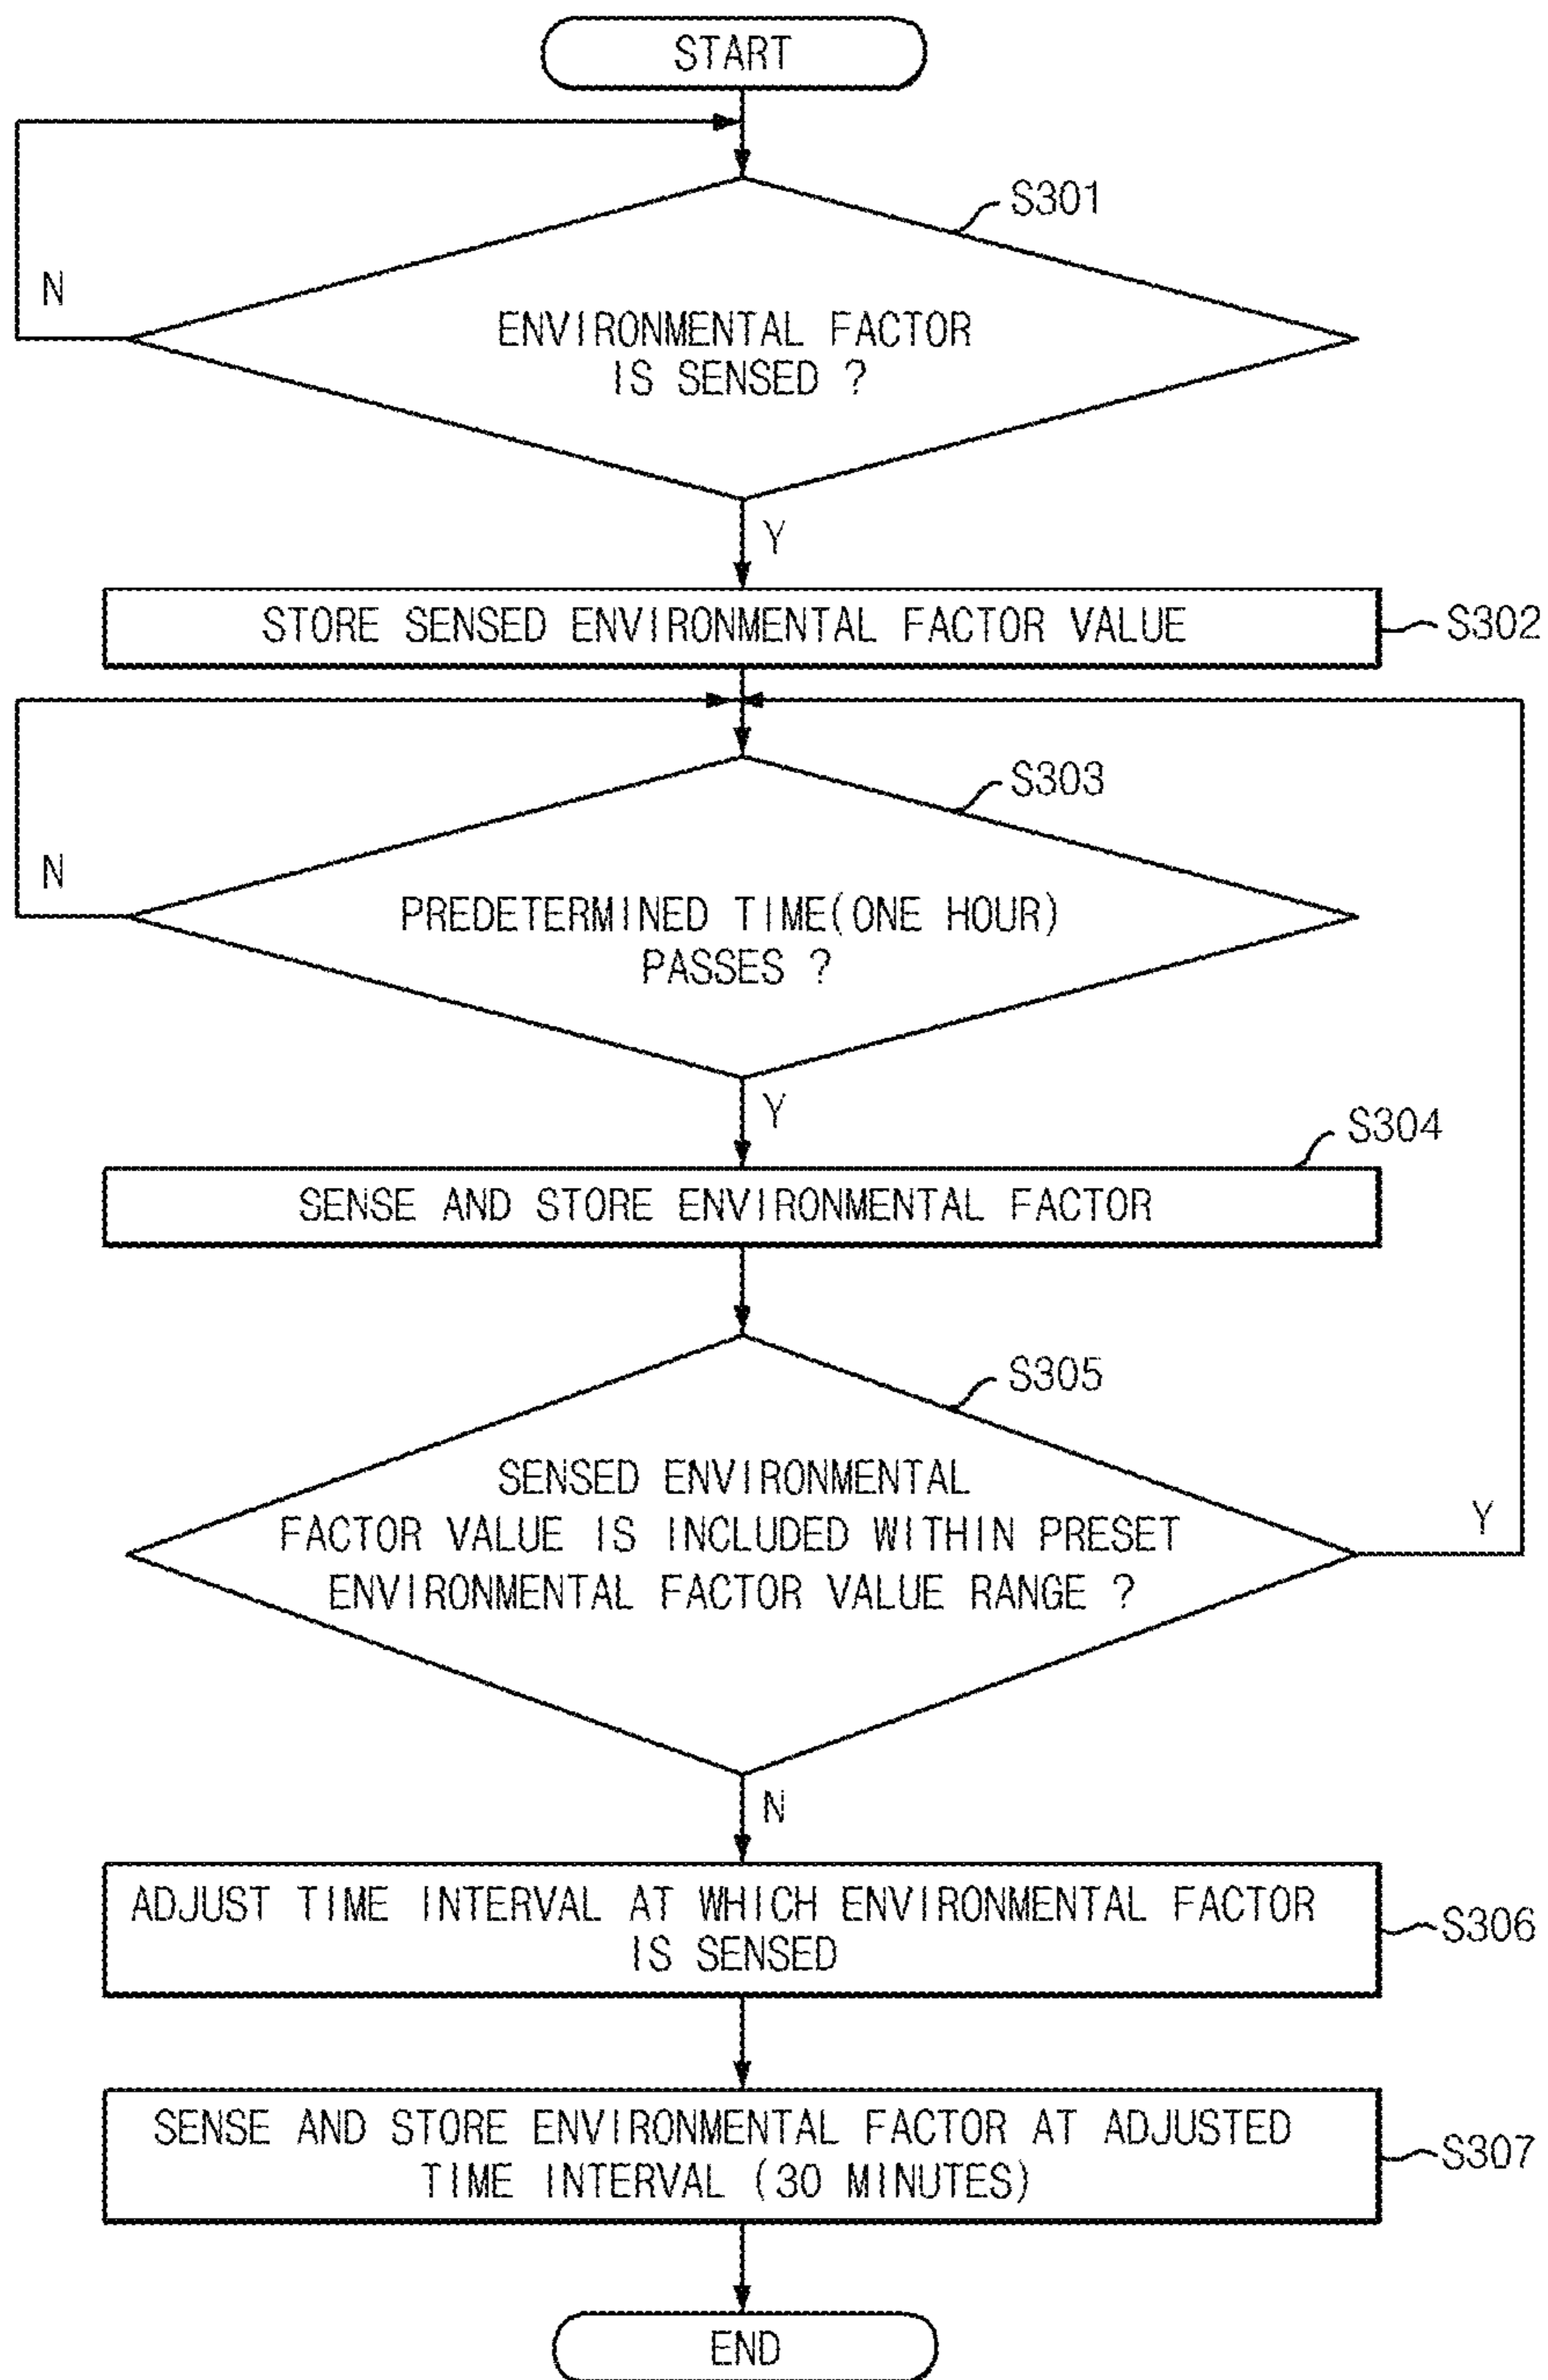 START
S301
N
ENVIRONMENTAL FACTOR
IS SENSED ?
Y
STORE SENSED ENVIRONMENTAL FACTOR VALUE
S302
S303
N
PREDETERMINED TIME(ONE HOUR)
PASSES ?
Y
S304
SENSE AND STORE ENVIRONMENTAL FACTOR
S305
SENSED ENVIRONMENTAL
FACTOR VALUE IS INCLUDED WITHIN PRESET
ENVIRONMENTAL FACTOR VALUE RANGE ?
Y
N
ADJUST TIME INTERVAL AT WHICH ENVIRONMENTAL FACTOR
IS SENSED
S306
SENSE AND STORE ENVIRONMENTAL FACTOR AT ADJUSTED
TIME INTERVAL (30 MINUTES)
S307
END